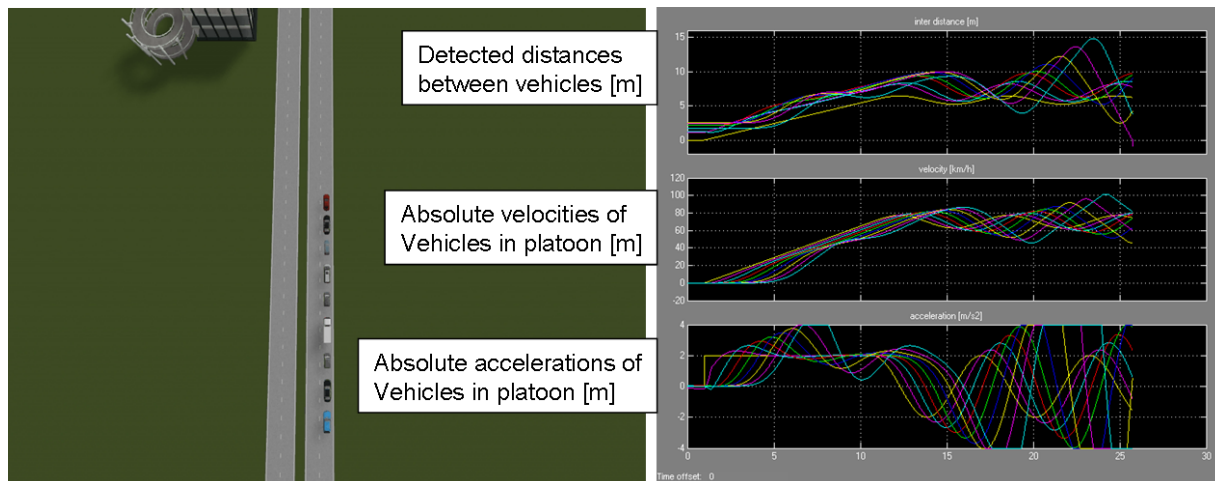 Detected distances
between vehicles [m]
Absolute velocities of
Vehicles in platoon [m]
Absolute accelerations of
Vehicles in platoon [m]
inter distance [m]
15
10
5
0
velocity [km/h]
120
100
80
60
40
20
0
-20
acceleration [m/s2]
4
2
0
-2
-4
0
5
10
15
20
25
30
Time offset: 0